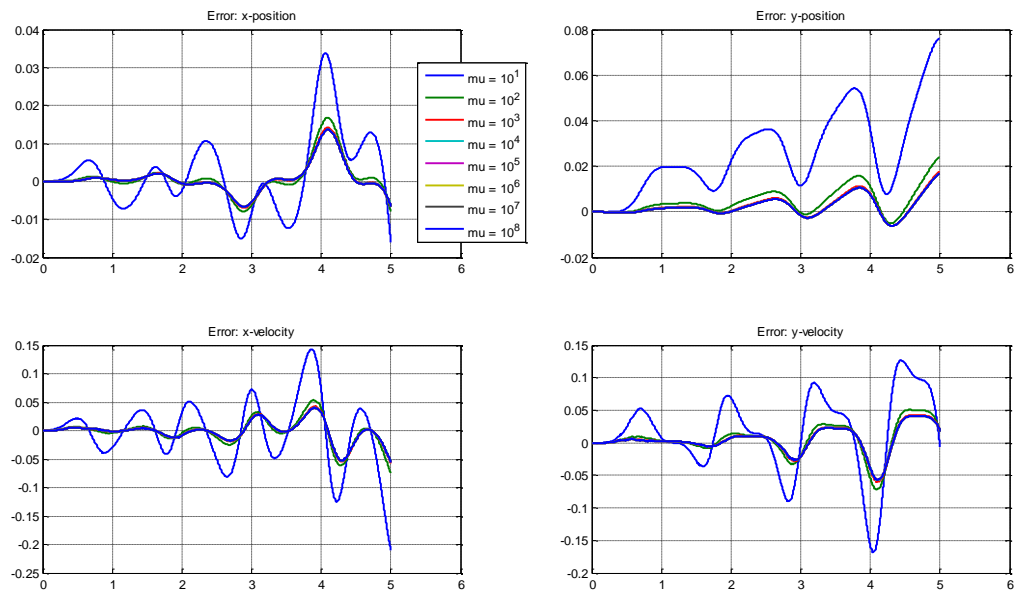 Error: x-position
0.04
0.03
0.02
0.01
0
-0.01
-0.02
0 1 2 3 4 5 6
mu = 10^1
mu = 10^2
mu = 10^3
mu = 10^4
mu = 10^5
mu = 10^6
mu = 10^7
mu = 10^8
Error: y-position
0.08
0.06
0.04
0.02
0
-0.02
0 1 2 3 4 5 6
Error: x-velocity
0.15
0.1
0.05
0
-0.05
-0.1
-0.15
-0.2
-0.25
0 1 2 3 4 5 6
Error: y-velocity
0.15
0.1
0.05
0
-0.05
-0.1
-0.15
-0.2
0 1 2 3 4 5 6